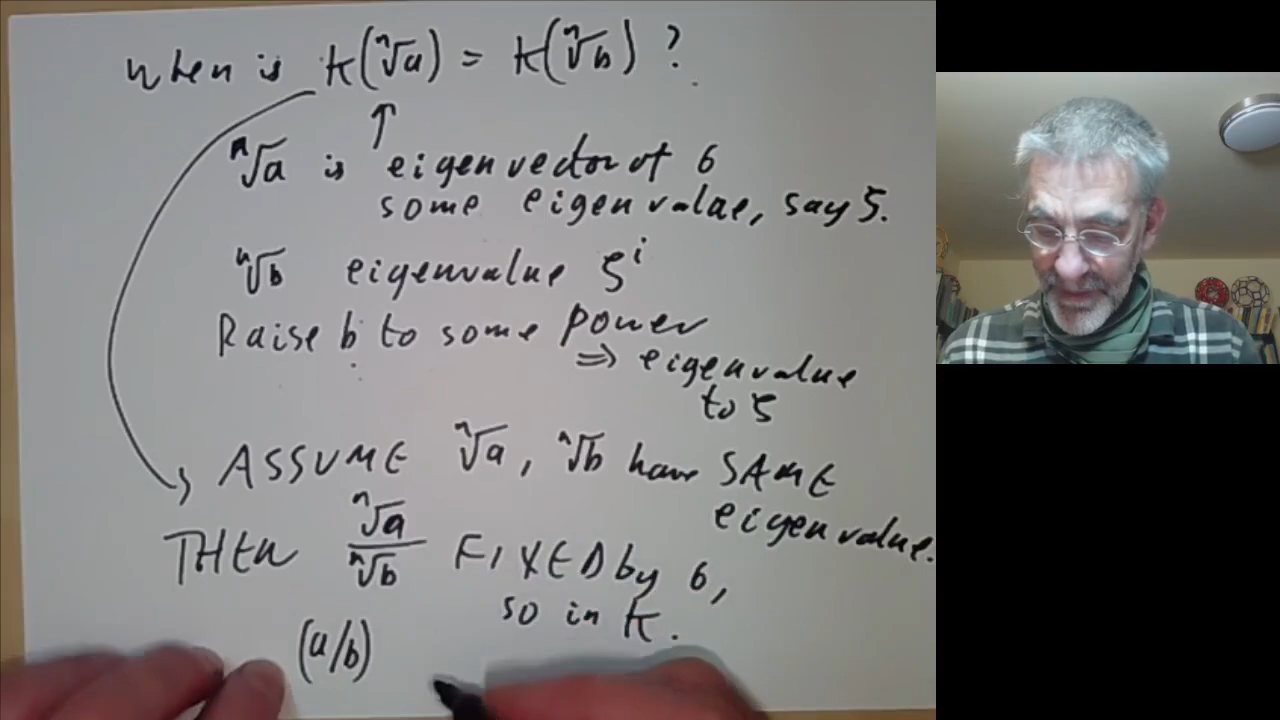 when is K(ⁿ√a) = K(ⁿ√b) ?
ⁿ√a is eigenvector of σ
some eigenvalue, say ζ.
ⁿ√b eigenvalue ζⁱ
Raise b to some power
⇒ eigenvalue
to ζ
ASSUME ⁿ√a, ⁿ√b have SAME
eigenvalue.
THEN ⁿ√a / ⁿ√b FIXED by σ,
so in K.
(a/b)